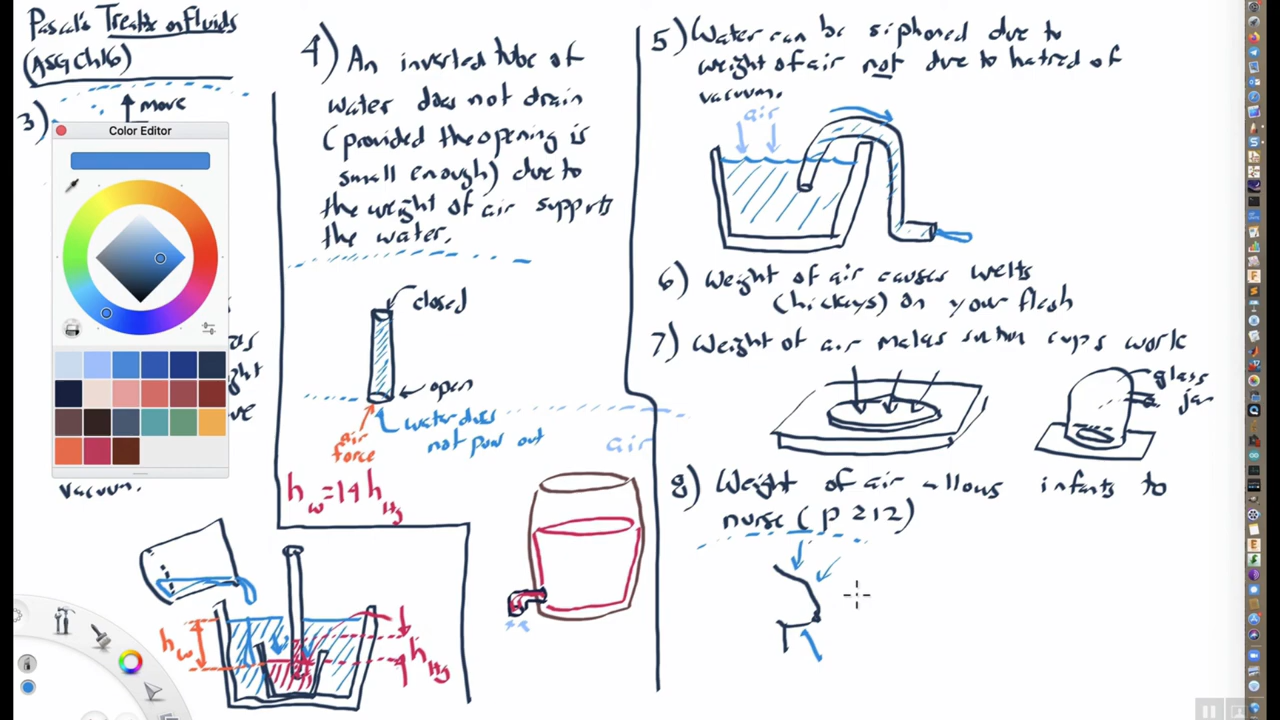 Pascal's Treatise on Fluids
(ASG Ch16)
3)
move
Color Editor
vacuum.
h w
h Hg
4) An inverted tube of
water does not drain
(provided the opening is
small enough) due to
the weight of air supports
the water.
closed
open
air
force
water does
not pour out
h w = 14 h Hg
air
5) Water can be siphoned due to
weight of air not due to hatred of
vacuum.
air
6) Weight of air causes welts
(hickeys) on your flesh
7) Weight of air makes suction cups work
glass
jar
8) Weight of air allows infants to
nurse (p 212)